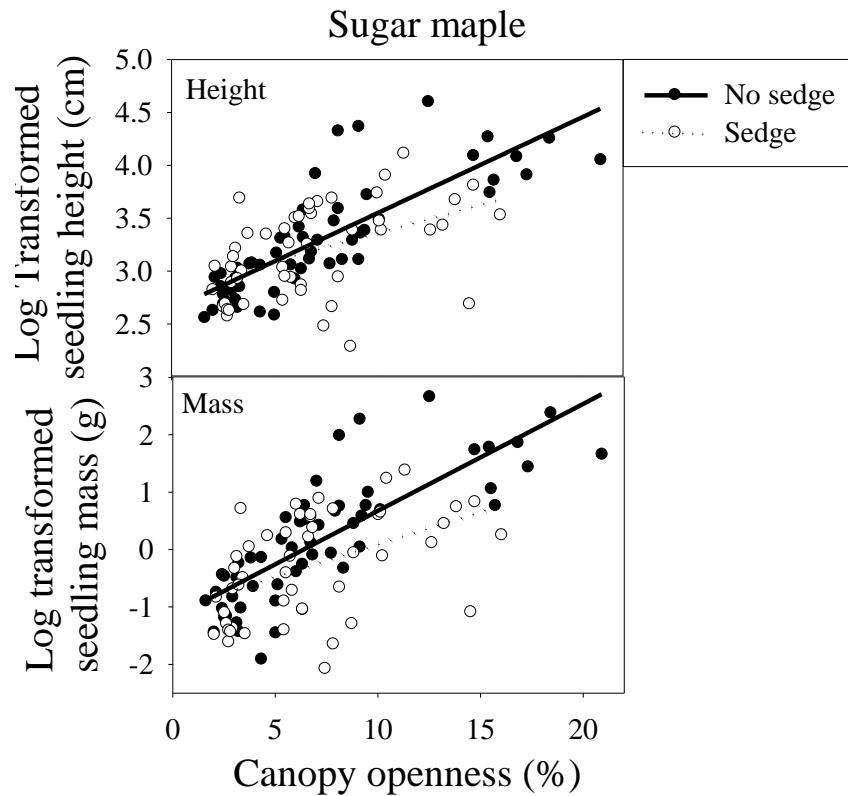 Sugar maple
Log Transformed
seedling height (cm)
5.0
4.5
4.0
3.5
3.0
2.5
Height
No sedge
Sedge
Log transformed
seedling mass (g)
3
2
1
0
-1
-2
Mass
0 5 10 15 20
Canopy openness (%)